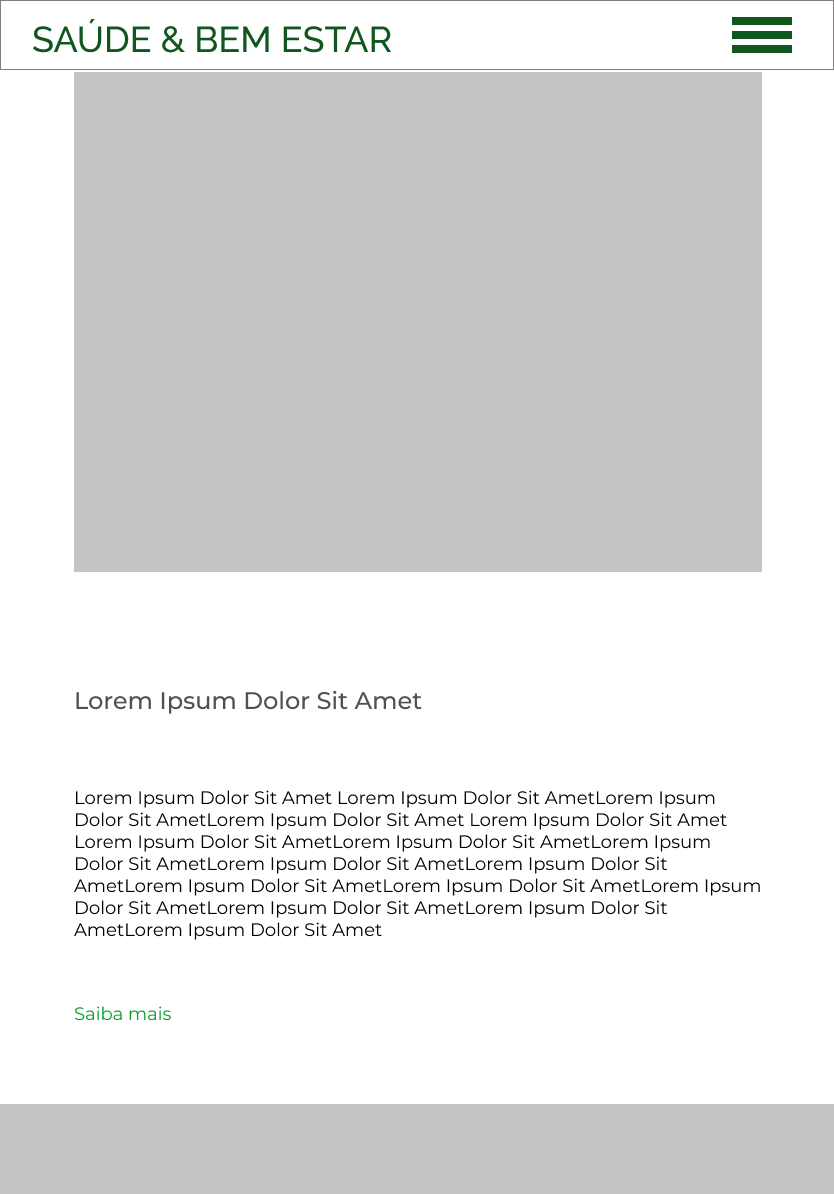 SAÚDE & BEM ESTAR
Lorem Ipsum Dolor Sit Amet
Lorem Ipsum Dolor Sit Amet Lorem Ipsum Dolor Sit AmetLorem Ipsum
Dolor Sit AmetLorem Ipsum Dolor Sit Amet Lorem Ipsum Dolor Sit Amet
Lorem Ipsum Dolor Sit AmetLorem Ipsum Dolor Sit AmetLorem Ipsum
Dolor Sit AmetLorem Ipsum Dolor Sit AmetLorem Ipsum Dolor Sit
AmetLorem Ipsum Dolor Sit AmetLorem Ipsum Dolor Sit AmetLorem Ipsum
Dolor Sit AmetLorem Ipsum Dolor Sit AmetLorem Ipsum Dolor Sit
AmetLorem Ipsum Dolor Sit Amet
Saiba mais